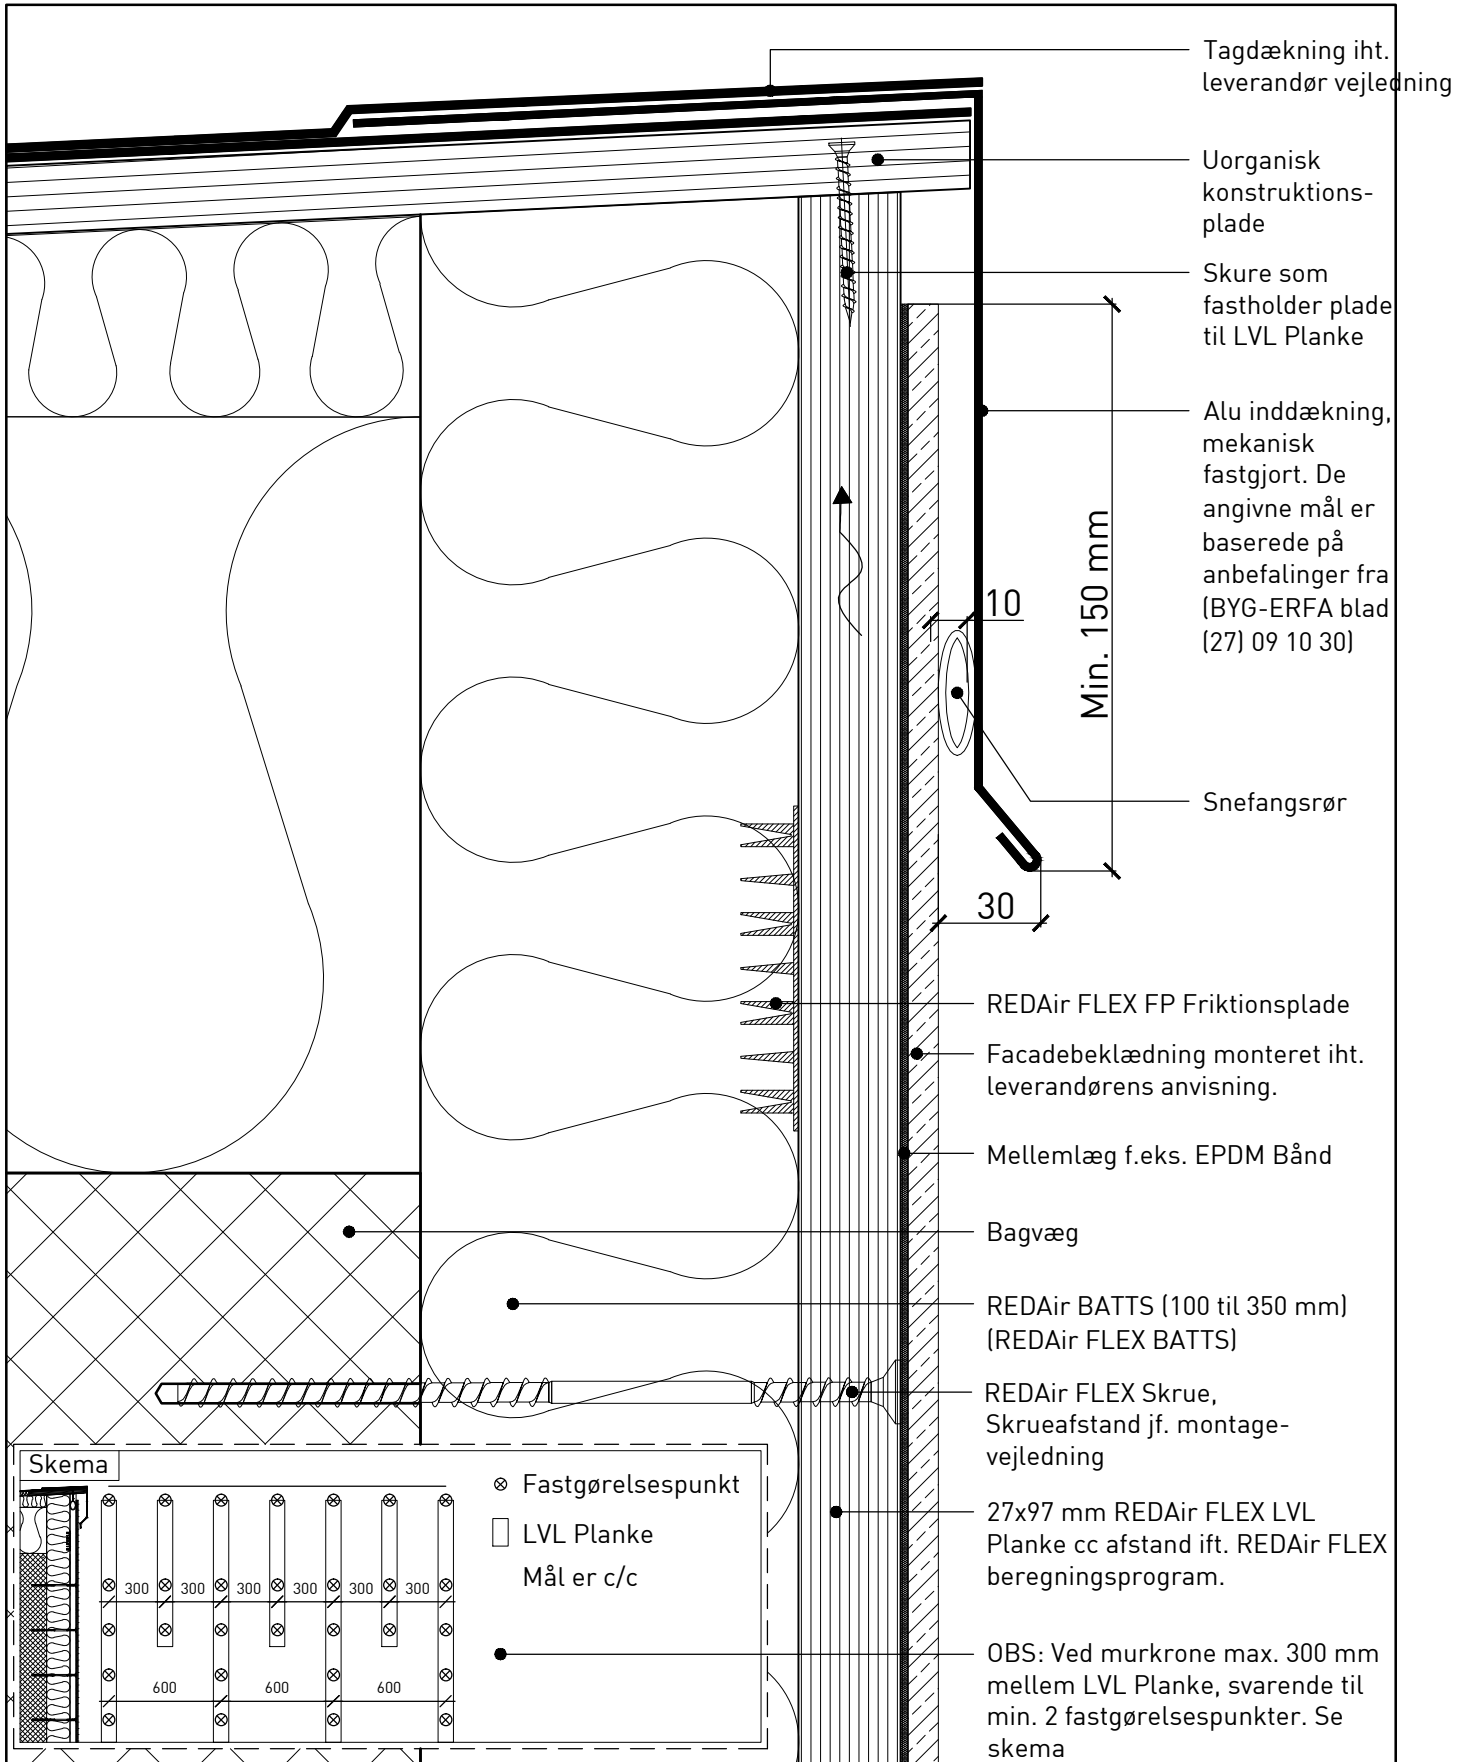 Tagdækning iht.
leverandør vejledning
Uorganisk
konstruktions-
plade
Skure som
fastholder plade
til LVL Planke
Alu inddækning,
mekanisk
fastgjort. De
angivne mål er
baserede på
anbefalinger fra
(BYG-ERFA blad
(27) 09 10 30)
Min. 150 mm
10
Snefangsrør
30
REDAir FLEX FP Friktionsplade
Facadebeklædning monteret iht.
leverandørens anvisning.
Mellemlæg f.eks. EPDM Bånd
Bagvæg
REDAir BATTS (100 til 350 mm)
(REDAir FLEX BATTS)
REDAir FLEX Skrue,
Skrueafstand jf. montage-
vejledning
27x97 mm REDAir FLEX LVL
Planke cc afstand ift. REDAir FLEX
beregningsprogram.
OBS: Ved murkrone max. 300 mm
mellem LVL Planke, svarende til
min. 2 fastgørelsespunkter. Se
skema
Skema
Fastgørelsespunkt
LVL Planke
Mål er c/c
300 300 300 300 300 300
600 600 600